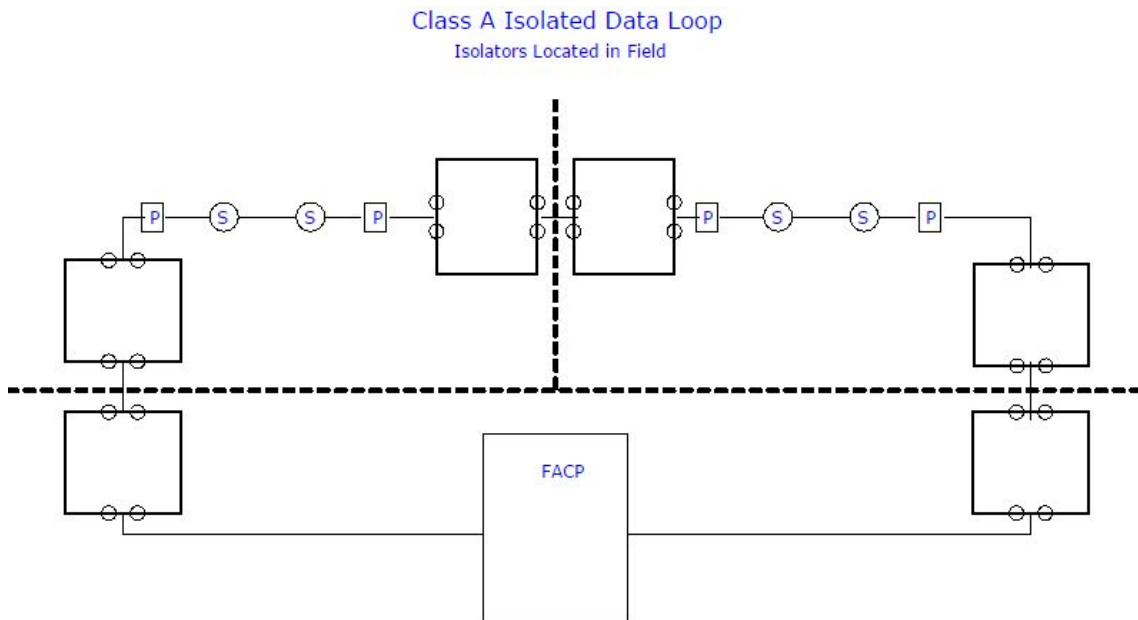 Class A Isolated Data Loop
Isolators Located in Field
P S S P P S S P
FACP